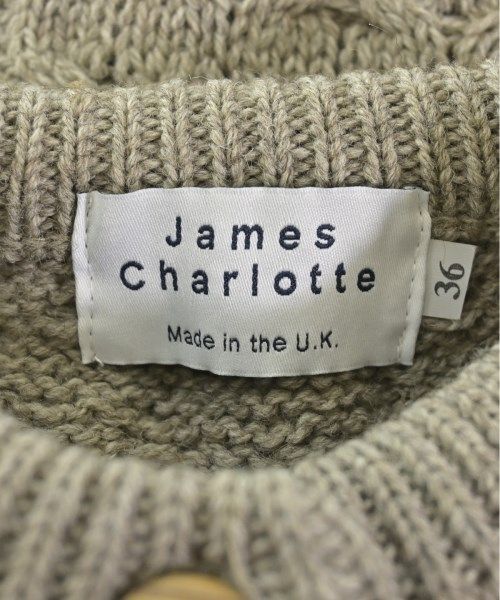 James
Charlotte
Made in the U.K.
36